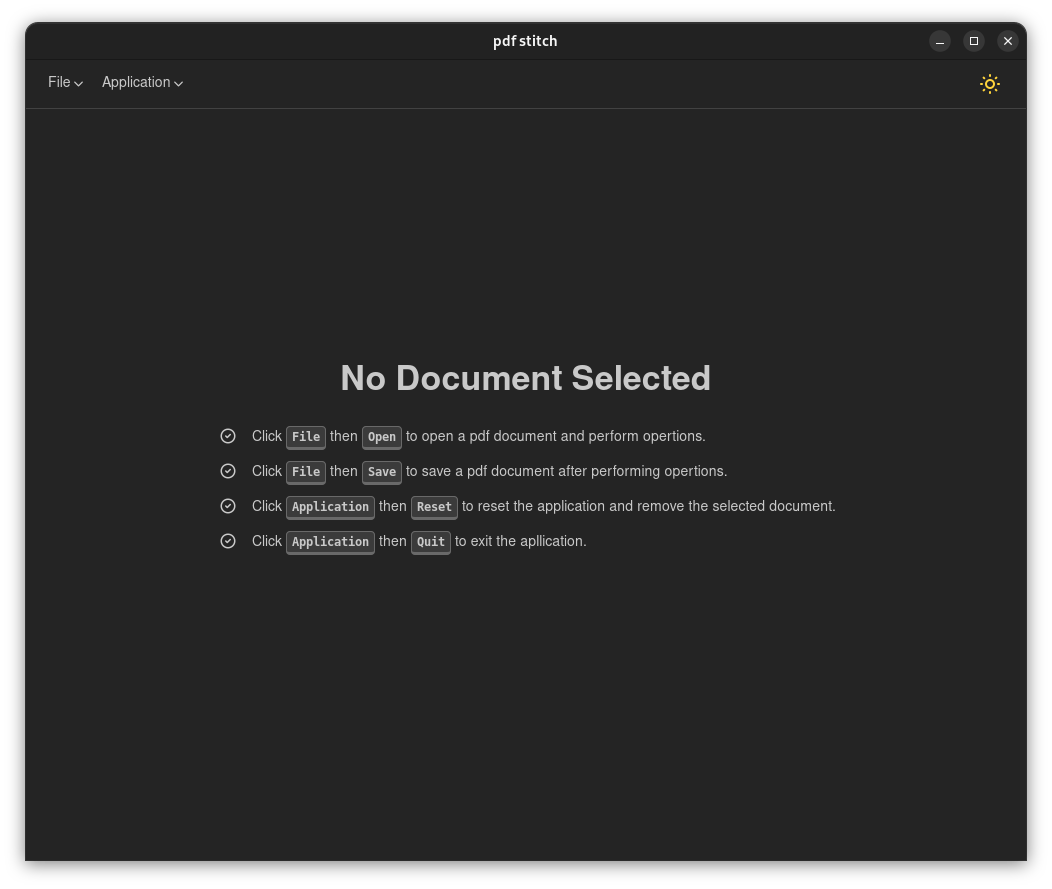 pdf stitch
File Application
No Document Selected
Click File then Open to open a pdf document and perform opertions.
Click File then Save to save a pdf document after performing opertions.
Click Application then Reset to reset the application and remove the selected document.
Click Application then Quit to exit the apllication.